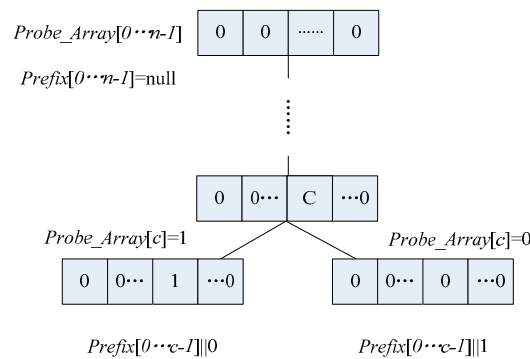 Probe_Array[0···n-1]
0 0 ······ 0
Prefix[0···n-1]=null
0 0··· C ···0
Probe_Array[c]=1
Probe_Array[c]=0
0 0··· 1 ···0
0 0··· 0 ···0
Prefix[0···c-1]||0
Prefix[0···c-1]||1